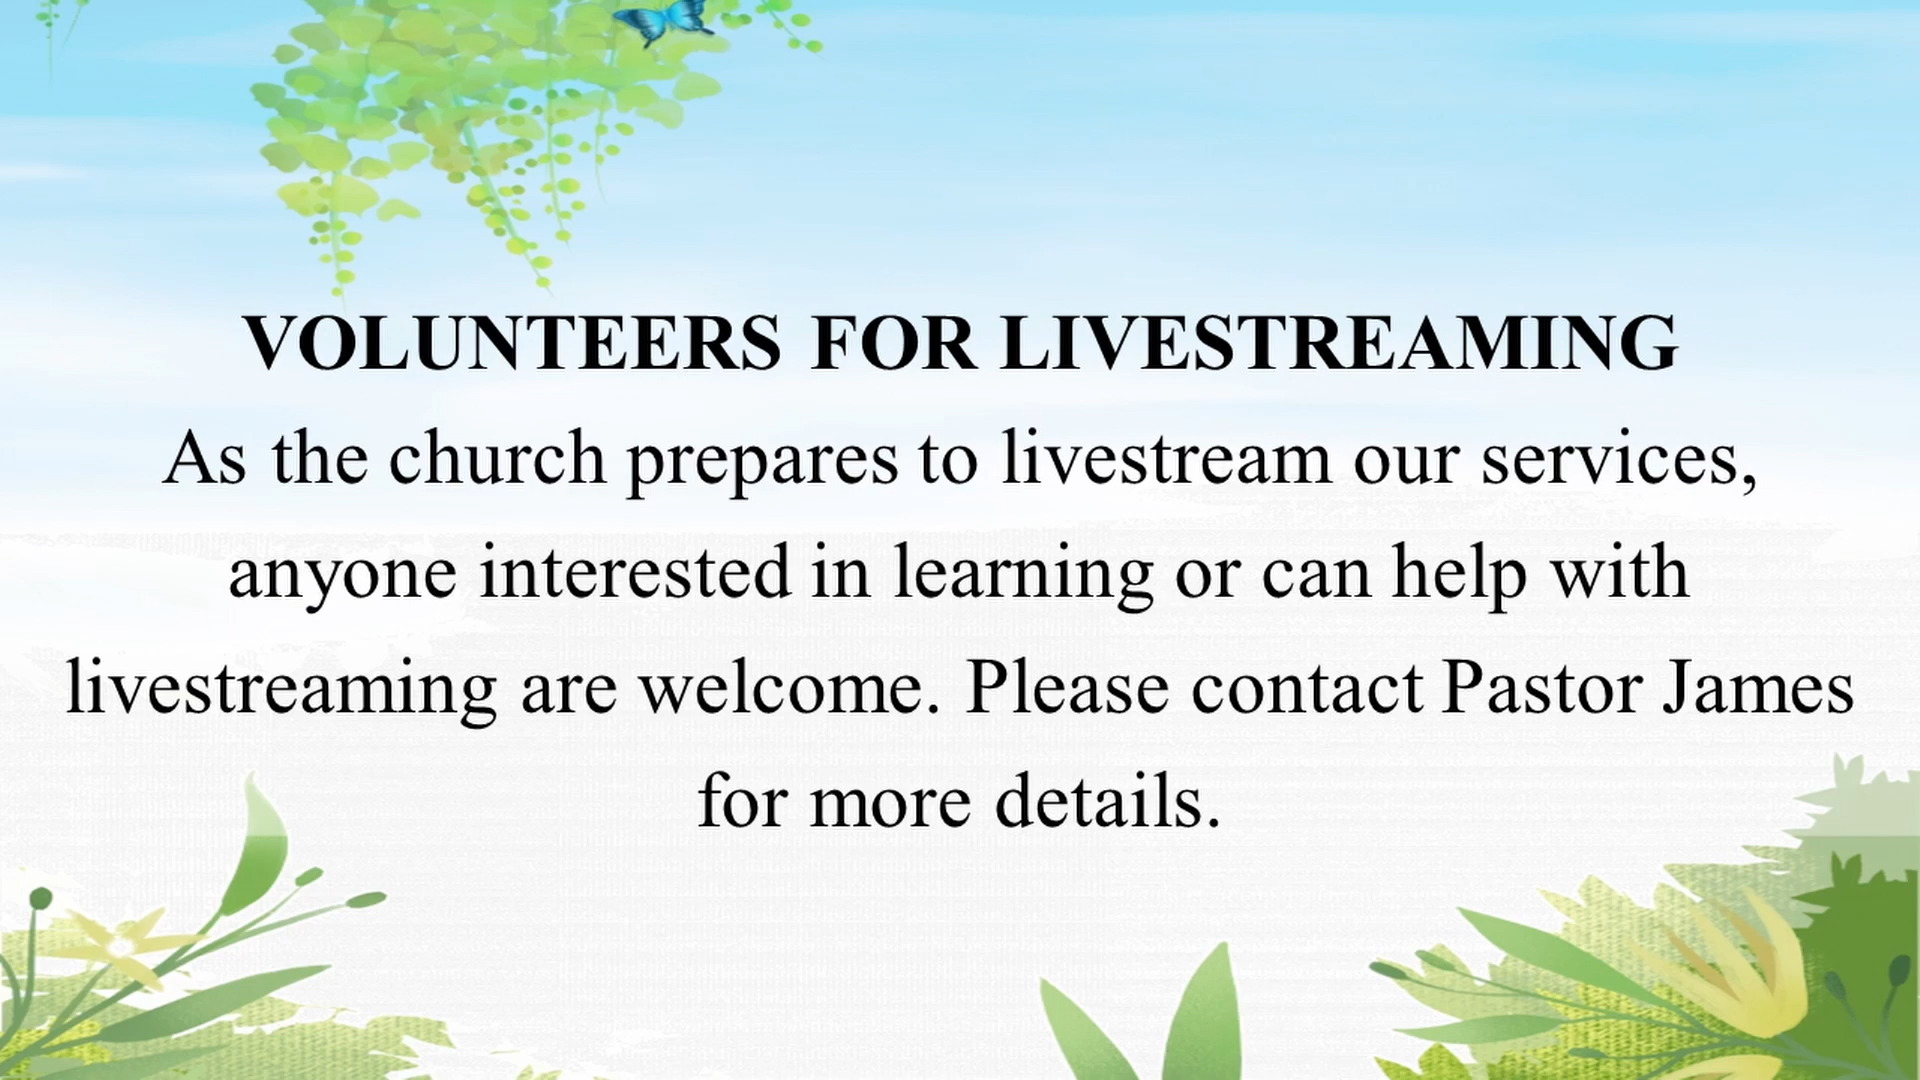 VOLUNTEERS FOR LIVESTREAMING
As the church prepares to livestream our services,
anyone interested in learning or can help with
livestreaming are welcome. Please contact Pastor James
for more details.